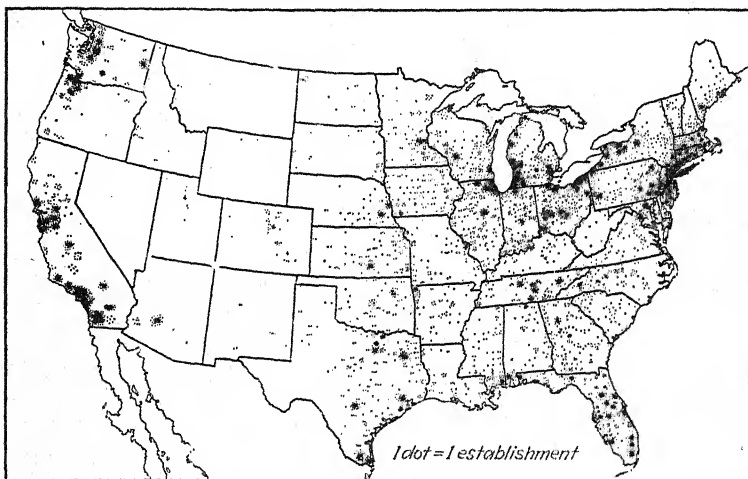 1 dot = 1 establishment